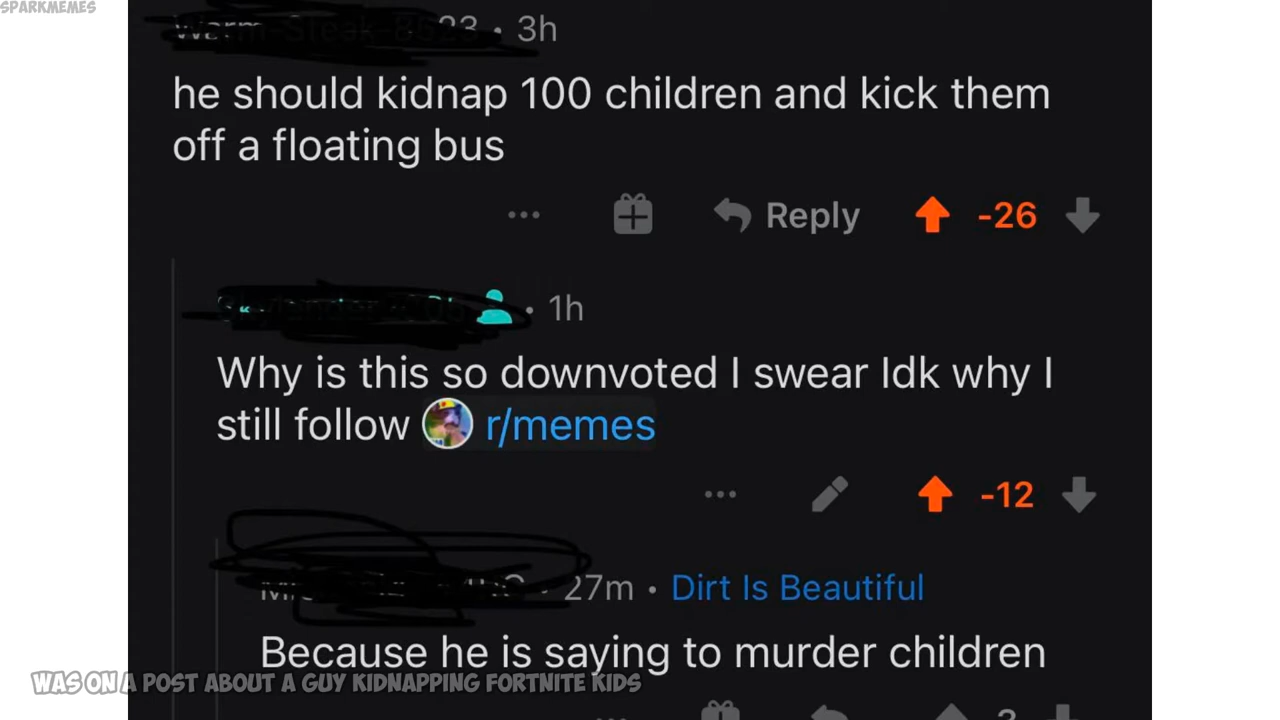 SPARKMEMES
3h
he should kidnap 100 children and kick them
off a floating bus
Reply
-26
1h
Why is this so downvoted I swear Idk why I
still follow r/memes
-12
27m • Dirt Is Beautiful
Because he is saying to murder children
WAS ON A POST ABOUT A GUY KIDNAPPING FORTNITE KIDS